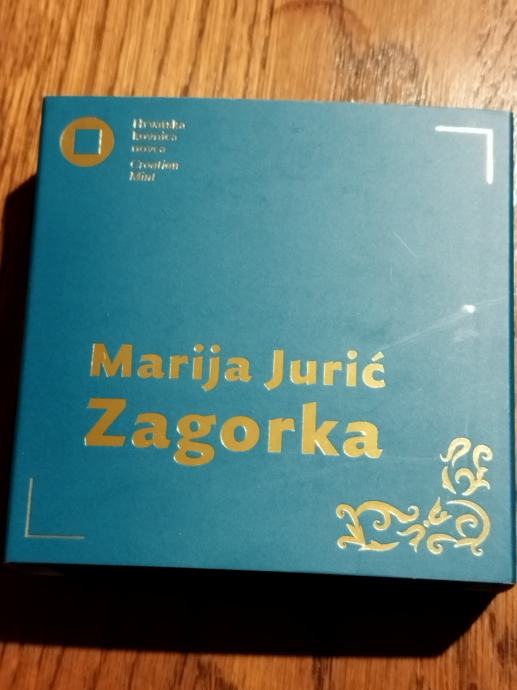 Hrvatska
kovnica
novca
Croatian
Mint
Marija Jurić
Zagorka